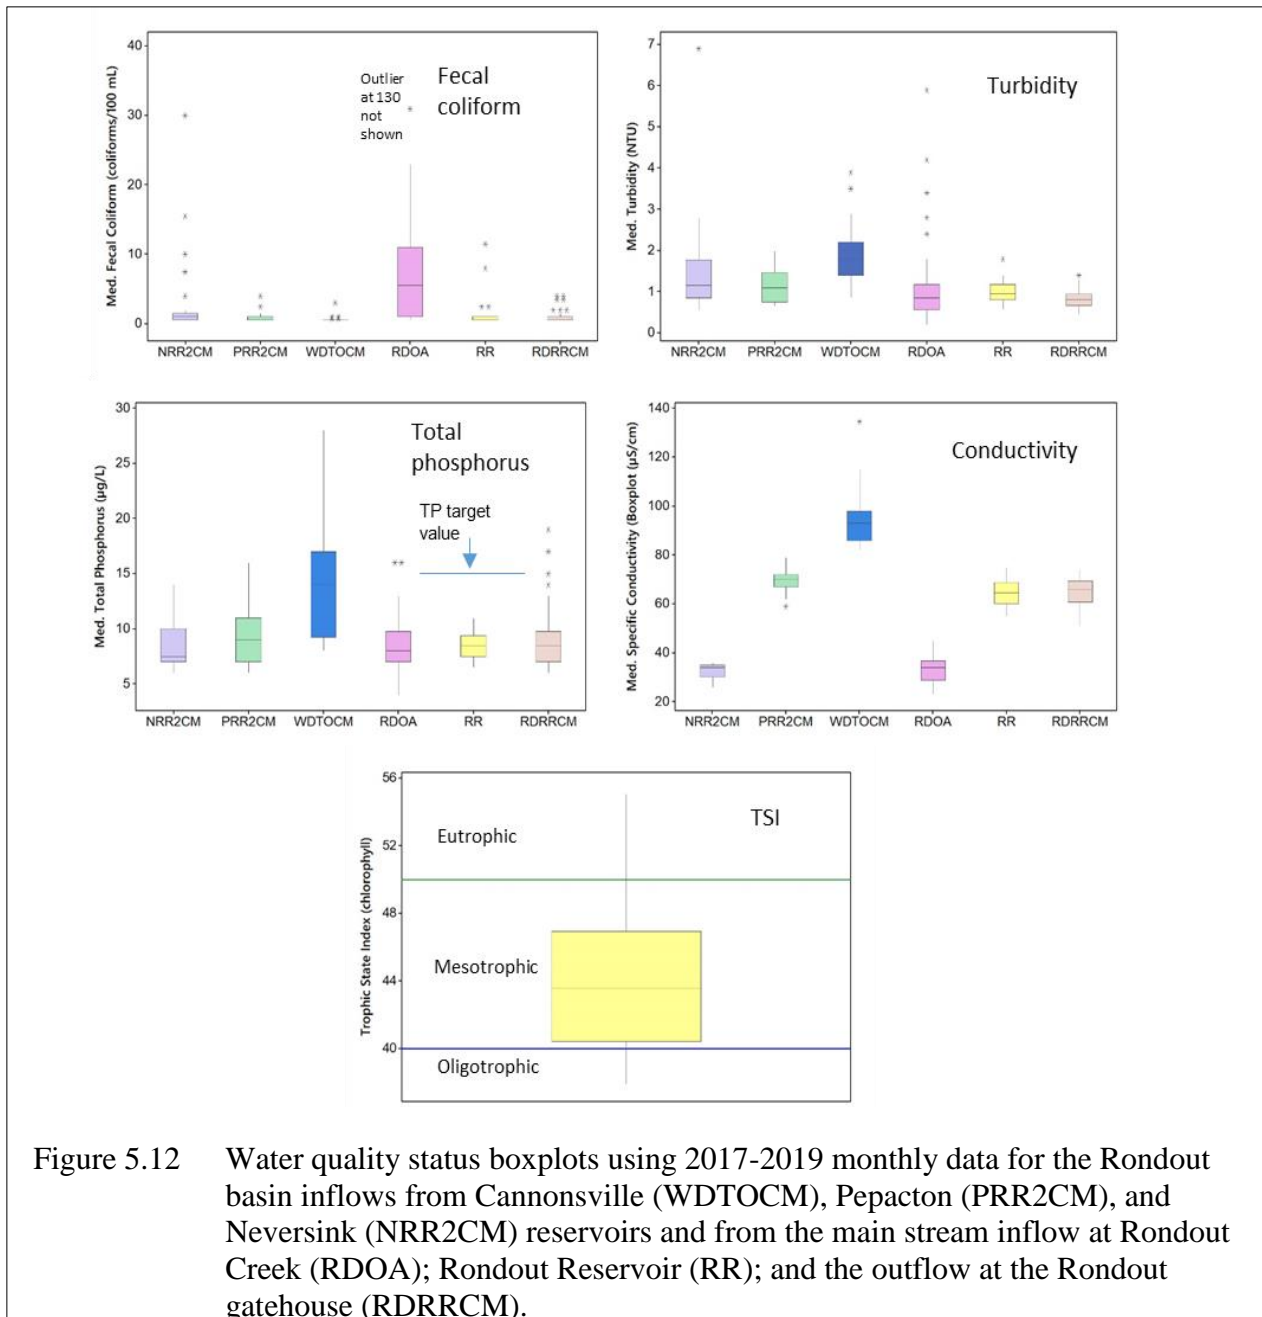 Med. Fecal Coliform (coliforms/100 mL)
40
30
20
10
0
Outlier
at 130
not
shown
Fecal
coliform
NRR2CM PRR2CM WDTOCM RDOA RR RDRRCM
Med. Turbidity (NTU)
7
6
5
4
3
2
1
0
Turbidity
NRR2CM PRR2CM WDTOCM RDOA RR RDRRCM
Med. Total Phosphorus (µg/L)
30
25
20
15
10
5
Total
phosphorus
TP target
value
NRR2CM PRR2CM WDTOCM RDOA RR RDRRCM
Med. Specific Conductivity (Boxplot (µS/cm)
140
120
100
80
60
40
20
Conductivity
NRR2CM PRR2CM WDTOCM RDOA RR RDRRCM
Trophic State Index (chlorophyll)
56
52
48
44
40
TSI
Eutrophic
Mesotrophic
Oligotrophic
Figure 5.12 Water quality status boxplots using 2017-2019 monthly data for the Rondout
basin inflows from Cannonsville (WDTOCM), Pepacton (PRR2CM), and
Neversink (NRR2CM) reservoirs and from the main stream inflow at Rondout
Creek (RDOA); Rondout Reservoir (RR); and the outflow at the Rondout
gatehouse (RDRRCM).